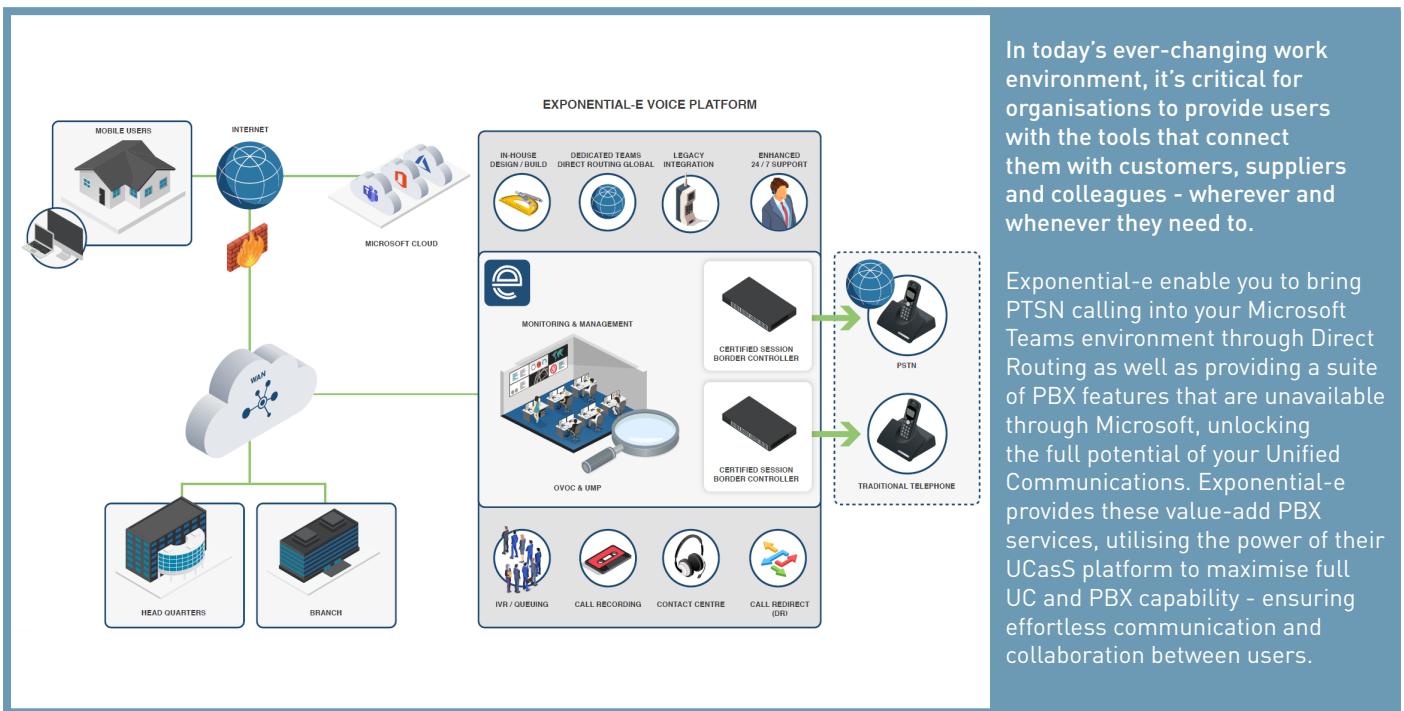 EXPONENTIAL-E VOICE PLATFORM
MOBILE USERS
INTERNET
MICROSOFT CLOUD
IN-HOUSE
DESIGN / BUILD
DEDICATED TEAMS
DIRECT ROUTING GLOBAL
LEGACY
INTEGRATION
ENHANCED
24 / 7 SUPPORT
MONITORING & MANAGEMENT
OVOC & UMP
CERTIFIED SESSION
BORDER CONTROLLER
CERTIFIED SESSION
BORDER CONTROLLER
PSTN
TRADITIONAL TELEPHONE
WAN
HEAD QUARTERS
BRANCH
IVR / QUEUING
CALL RECORDING
CONTACT CENTRE
CALL REDIRECT
(DR)
In today's ever-changing work
environment, it's critical for
organisations to provide users
with the tools that connect
them with customers, suppliers
and colleagues - wherever and
whenever they need to.
Exponential-e enable you to bring
PTSN calling into your Microsoft
Teams environment through Direct
Routing as well as providing a suite
of PBX features that are unavailable
through Microsoft, unlocking
the full potential of your Unified
Communications. Exponential-e
provides these value-add PBX
services, utilising the power of their
UCasS platform to maximise full
UC and PBX capability - ensuring
effortless communication and
collaboration between users.